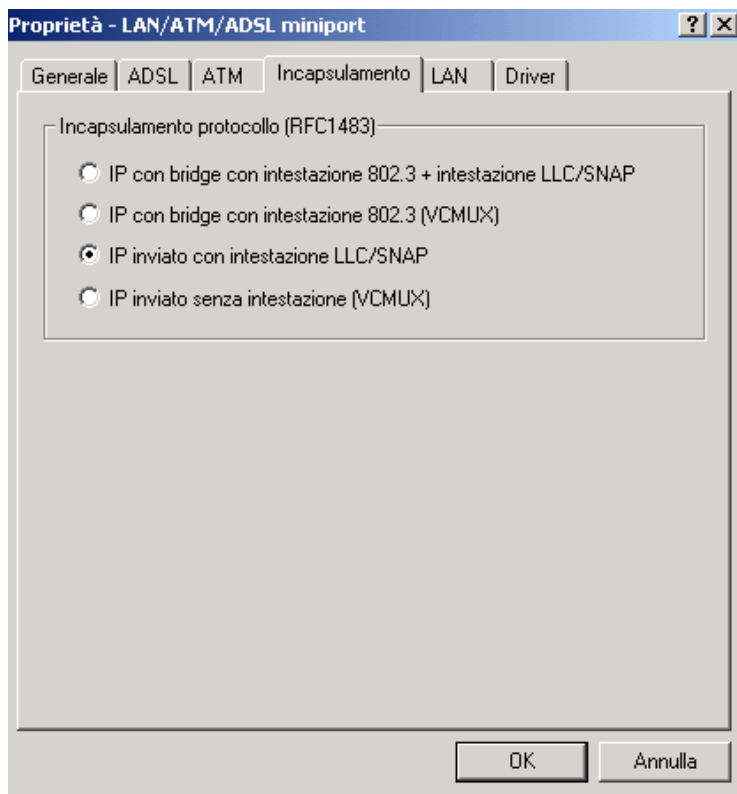 Proprietà - LAN/ATM/ADSL miniport
Generale ADSL ATM Incapsulamento LAN Driver
Incapsulamento protocollo (RFC1483)
IP con bridge con intestazione 802.3 + intestazione LLC/SNAP
IP con bridge con intestazione 802.3 (VCMUX)
IP inviato con intestazione LLC/SNAP
IP inviato senza intestazione (VCMUX)
OK Annulla